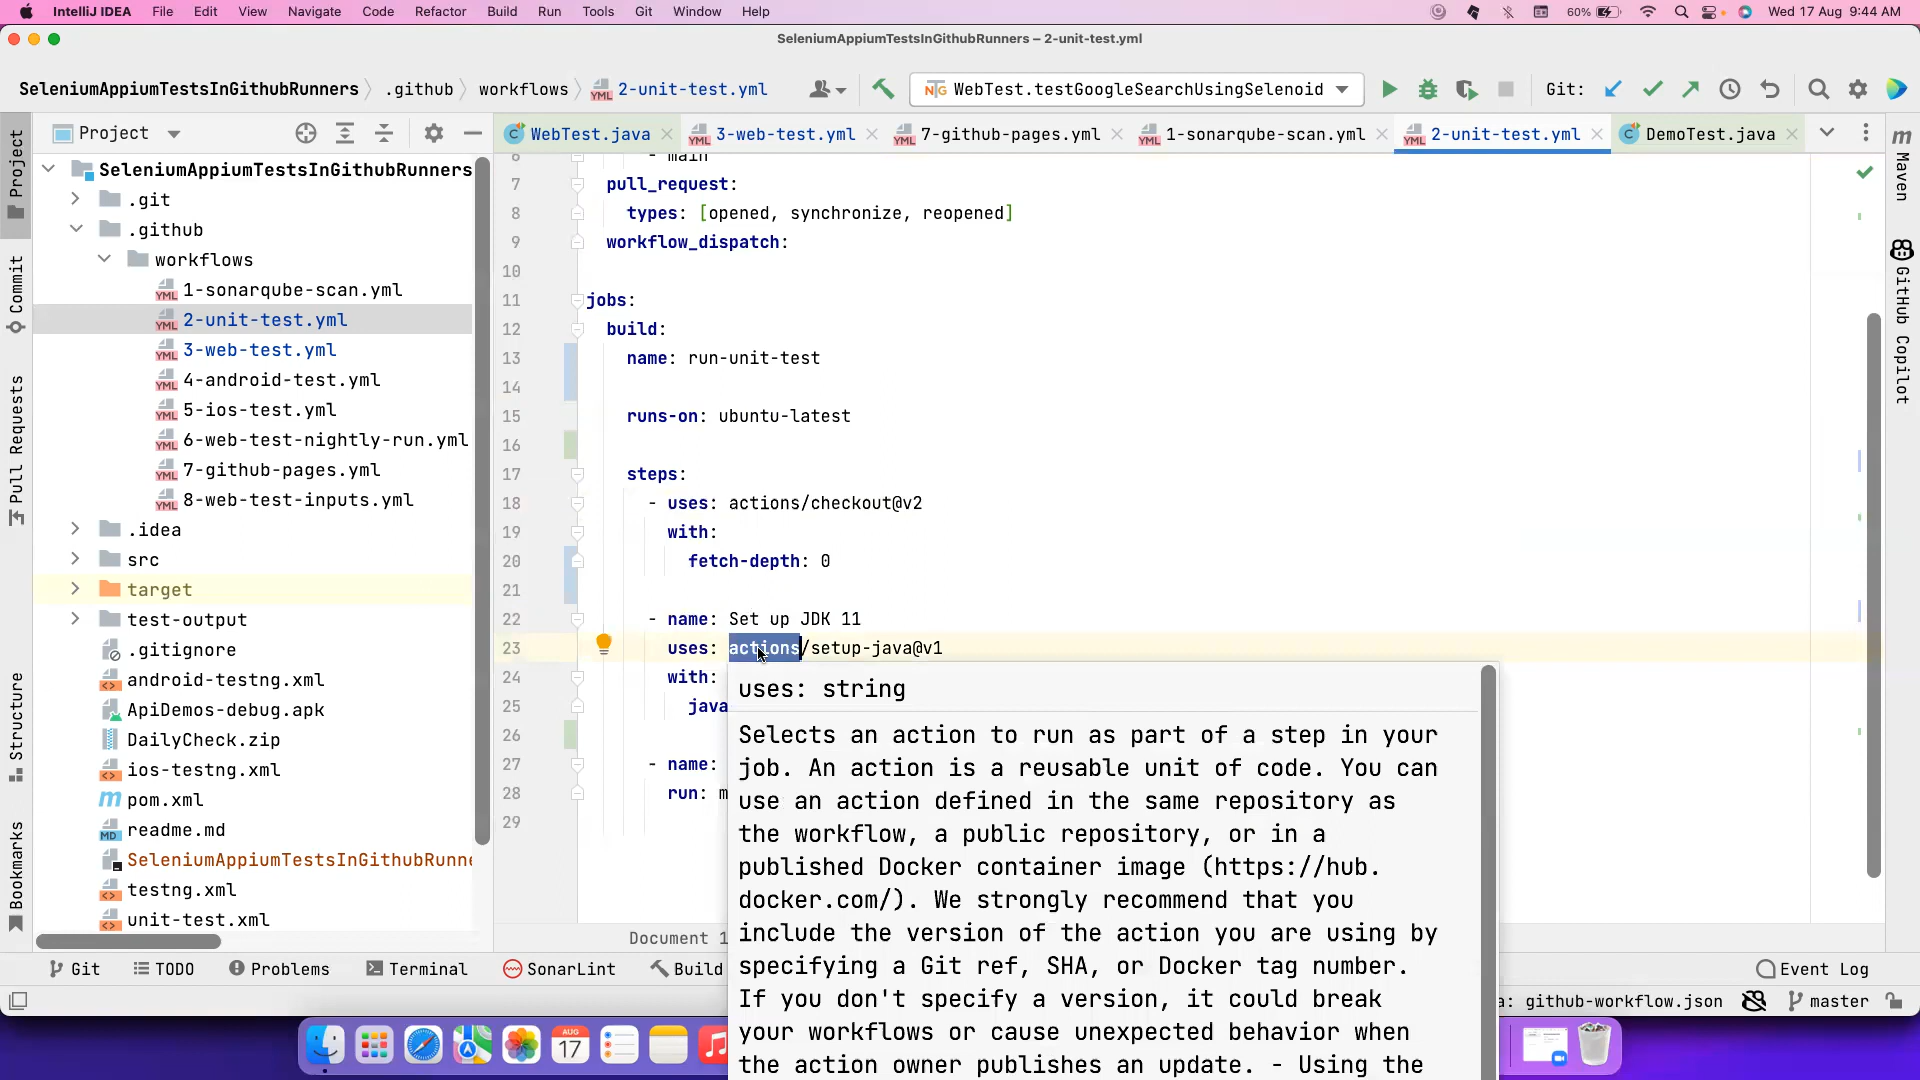 IntelliJ IDEA File Edit View Navigate Code Refactor Build Run Tools Git Window Help 60% Wed 17 Aug 9:44 AM
SeleniumAppiumTestsInGithubRunners – 2-unit-test.yml
SeleniumAppiumTestsInGithubRunners .github workflows 2-unit-test.yml WebTest.testGoogleSearchUsingSelenoid Git:
Project WebTest.java 3-web-test.yml 7-github-pages.yml 1-sonarqube-scan.yml 2-unit-test.yml DemoTest.java
Project
Commit
Pull Requests
Structure
Bookmarks
SeleniumAppiumTestsInGithubRunners
.git
.github
workflows
1-sonarqube-scan.yml
2-unit-test.yml
3-web-test.yml
4-android-test.yml
5-ios-test.yml
6-web-test-nightly-run.yml
7-github-pages.yml
8-web-test-inputs.yml
.idea
src
target
test-output
.gitignore
android-testng.xml
ApiDemos-debug.apk
DailyCheck.zip
ios-testng.xml
pom.xml
readme.md
SeleniumAppiumTestsInGithubRunne
testng.xml
unit-test.xml
6 - main
7 pull_request:
8 types: [opened, synchronize, reopened]
9 workflow_dispatch:
10
11 jobs:
12 build:
13 name: run-unit-test
14
15 runs-on: ubuntu-latest
16
17 steps:
18 - uses: actions/checkout@v2
19 with:
20 fetch-depth: 0
21
22 - name: Set up JDK 11
23 uses: actions/setup-java@v1
24 with:
25 java
26
27 - name:
28 run: m
29
uses: string
Selects an action to run as part of a step in your
job. An action is a reusable unit of code. You can
use an action defined in the same repository as
the workflow, a public repository, or in a
published Docker container image (https://hub.
docker.com/). We strongly recommend that you
include the version of the action you are using by
specifying a Git ref, SHA, or Docker tag number.
If you don't specify a version, it could break
your workflows or cause unexpected behavior when
the action owner publishes an update. - Using the
Document 1
Maven
GitHub Copilot
Git TODO Problems Terminal SonarLint Build Event Log
a: github-workflow.json master
AUG
17